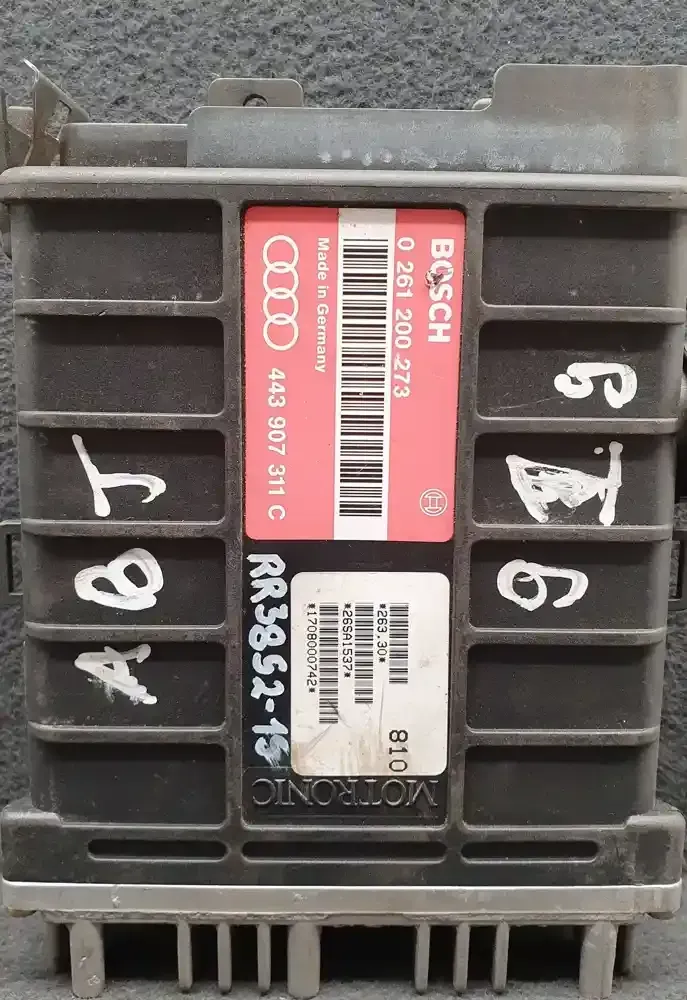 BOSCH
0 261 200 273
Made in Germany
443 907 311 C
RR3852-15
*263.30*
*26SA1537*
*1708000742*
810
MOTRONIC